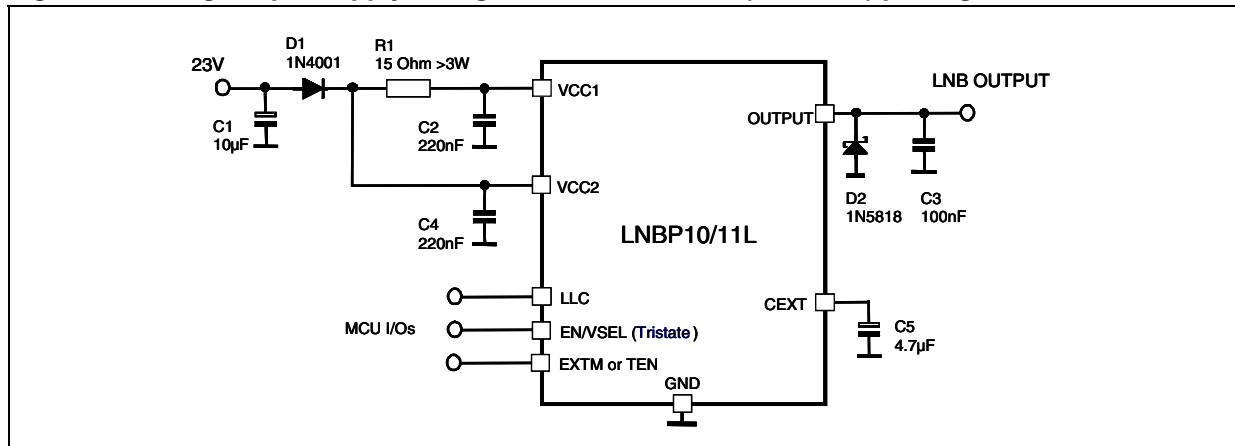 23V
D1
1N4001
R1
15 Ohm >3W
C1
10µF
C2
220nF
VCC1
VCC2
C4
220nF
LNBP10/11L
OUTPUT
LNB OUTPUT
D2
1N5818
C3
100nF
MCU I/Os
LLC
EN/VSEL (Tristate)
EXTM or TEN
GND
CEXT
C5
4.7µF